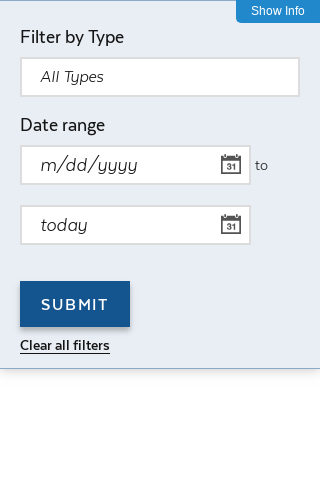 Show Info
Filter by Type
All Types
Date range
m/dd/yyyy
31
to
today
31
SUBMIT
Clear all filters